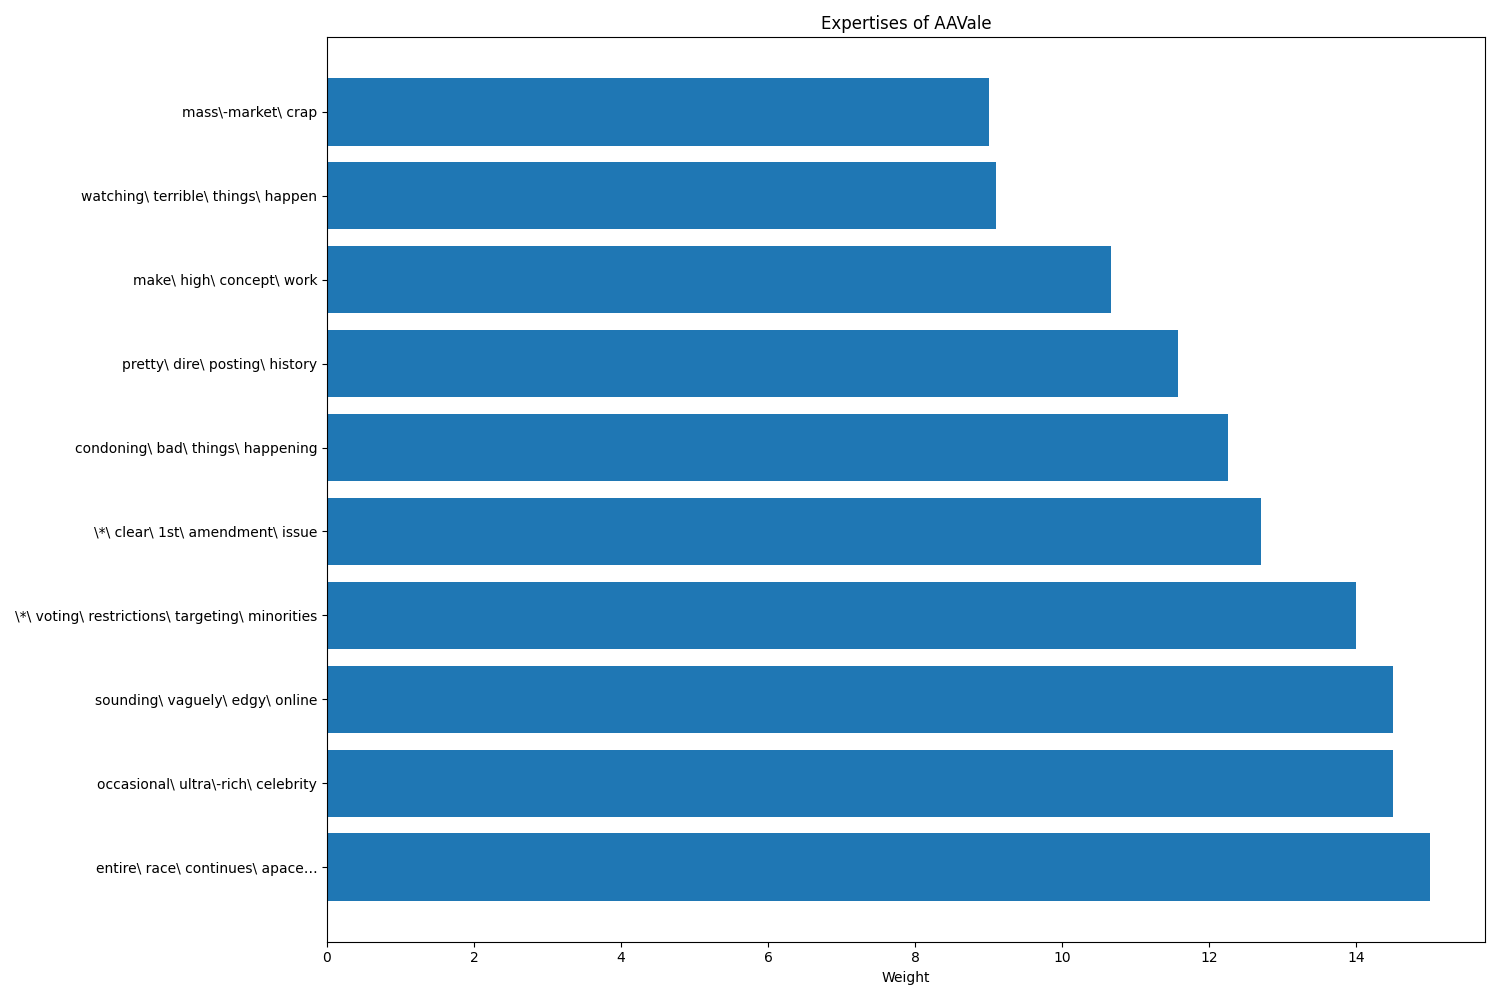 Expertises of AAVale
mass\-market\ crap
watching\ terrible\ things\ happen
make\ high\ concept\ work
pretty\ dire\ posting\ history
condoning\ bad\ things\ happening
\*\ clear\ 1st\ amendment\ issue
\*\ voting\ restrictions\ targeting\ minorities
sounding\ vaguely\ edgy\ online
occasional\ ultra\-rich\ celebrity
entire\ race\ continues\ apace…
0 2 4 6 8 10 12 14
Weight